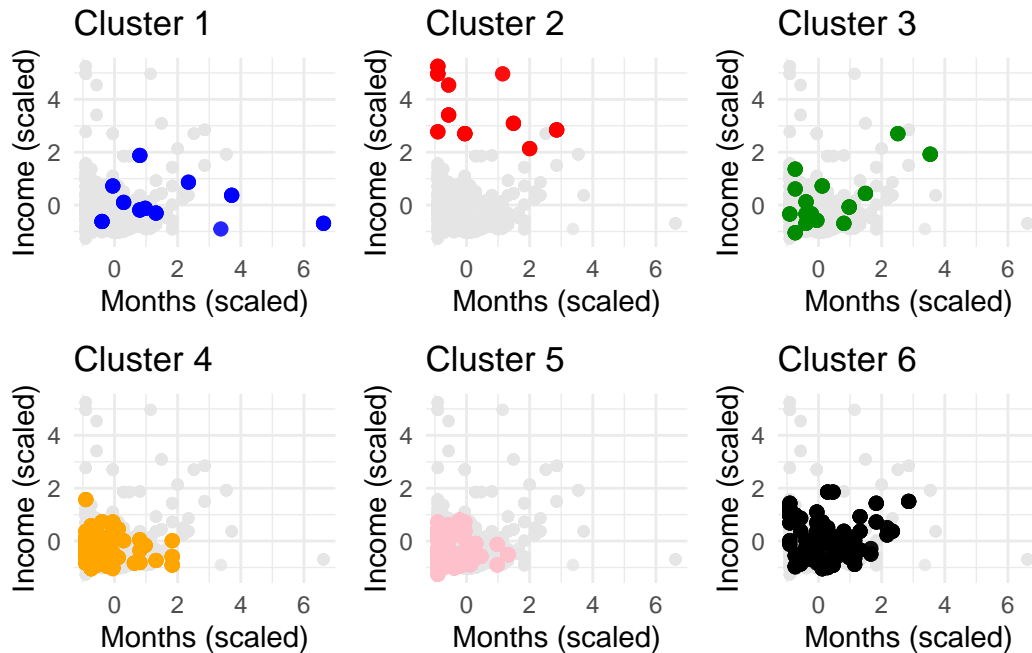 Cluster 1
Income (scaled)
4
2
0
0 2 4 6
Months (scaled)
Cluster 2
Income (scaled)
4
2
0
0 2 4 6
Months (scaled)
Cluster 3
Income (scaled)
4
2
0
0 2 4 6
Months (scaled)
Cluster 4
Income (scaled)
4
2
0
0 2 4 6
Months (scaled)
Cluster 5
Income (scaled)
4
2
0
0 2 4 6
Months (scaled)
Cluster 6
Income (scaled)
4
2
0
0 2 4 6
Months (scaled)